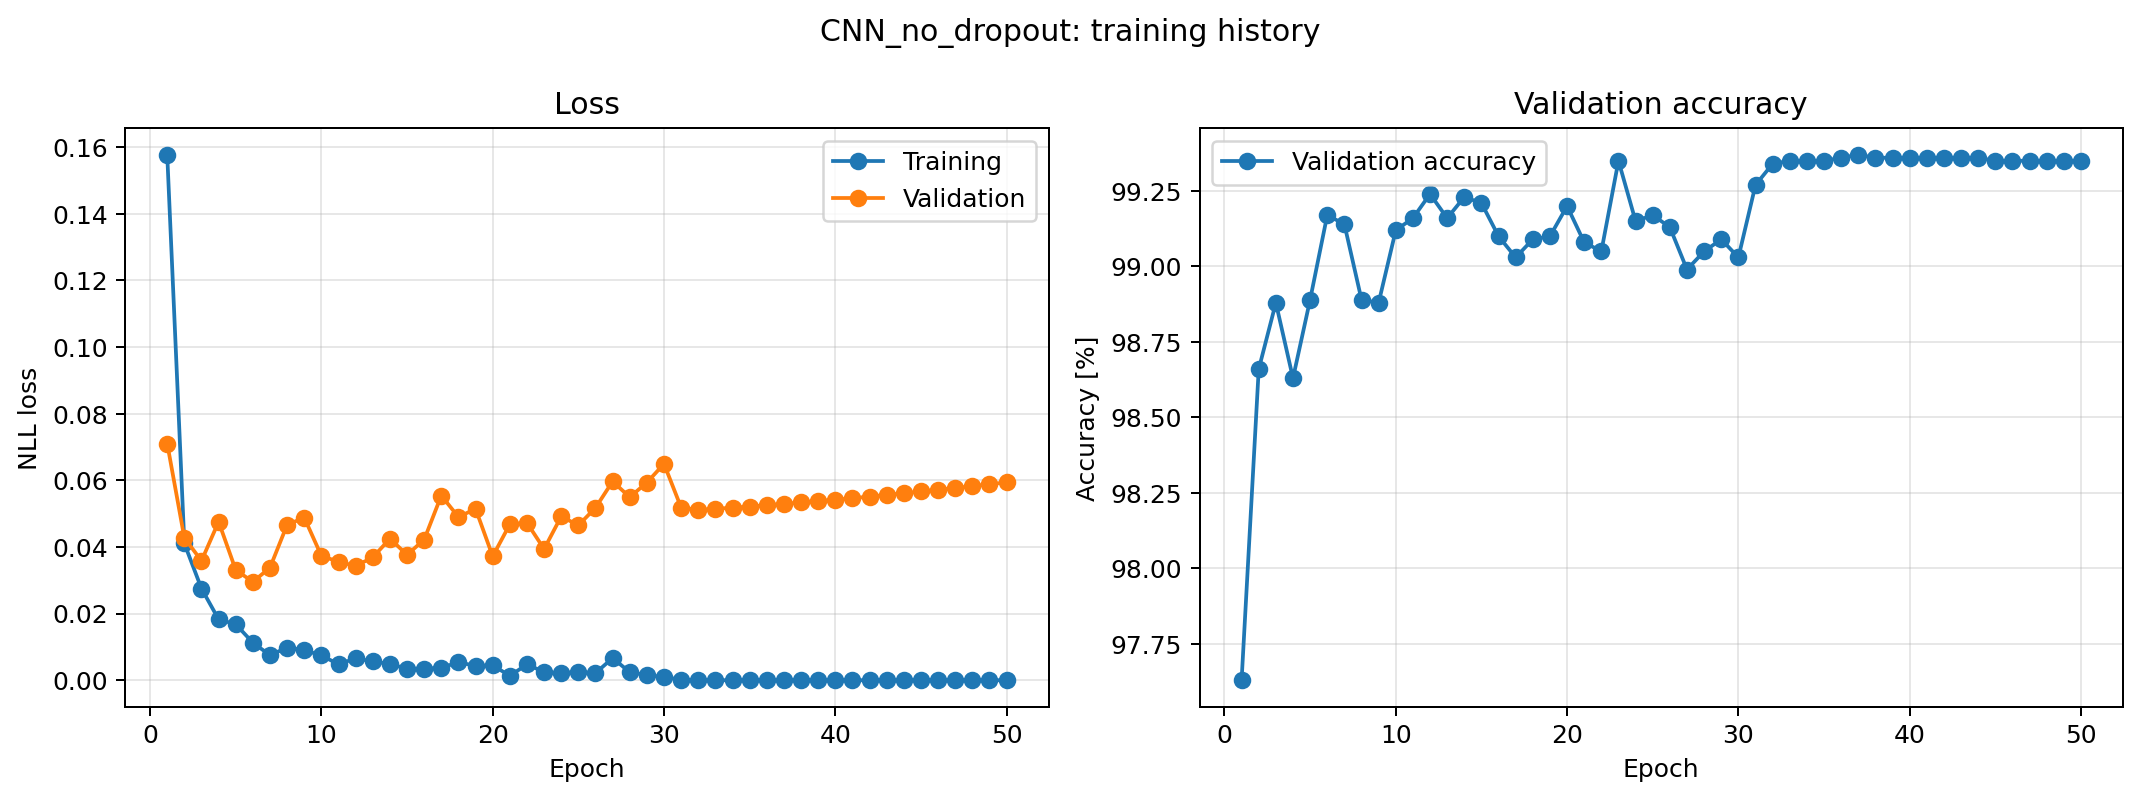 CNN_no_dropout: training history
Loss
NLL loss
0.16
0.14
0.12
0.10
0.08
0.06
0.04
0.02
0.00
Training
Validation
0 10 20 30 40 50
Epoch
Validation accuracy
Accuracy [%]
99.25
99.00
98.75
98.50
98.25
98.00
97.75
Validation accuracy
0 10 20 30 40 50
Epoch